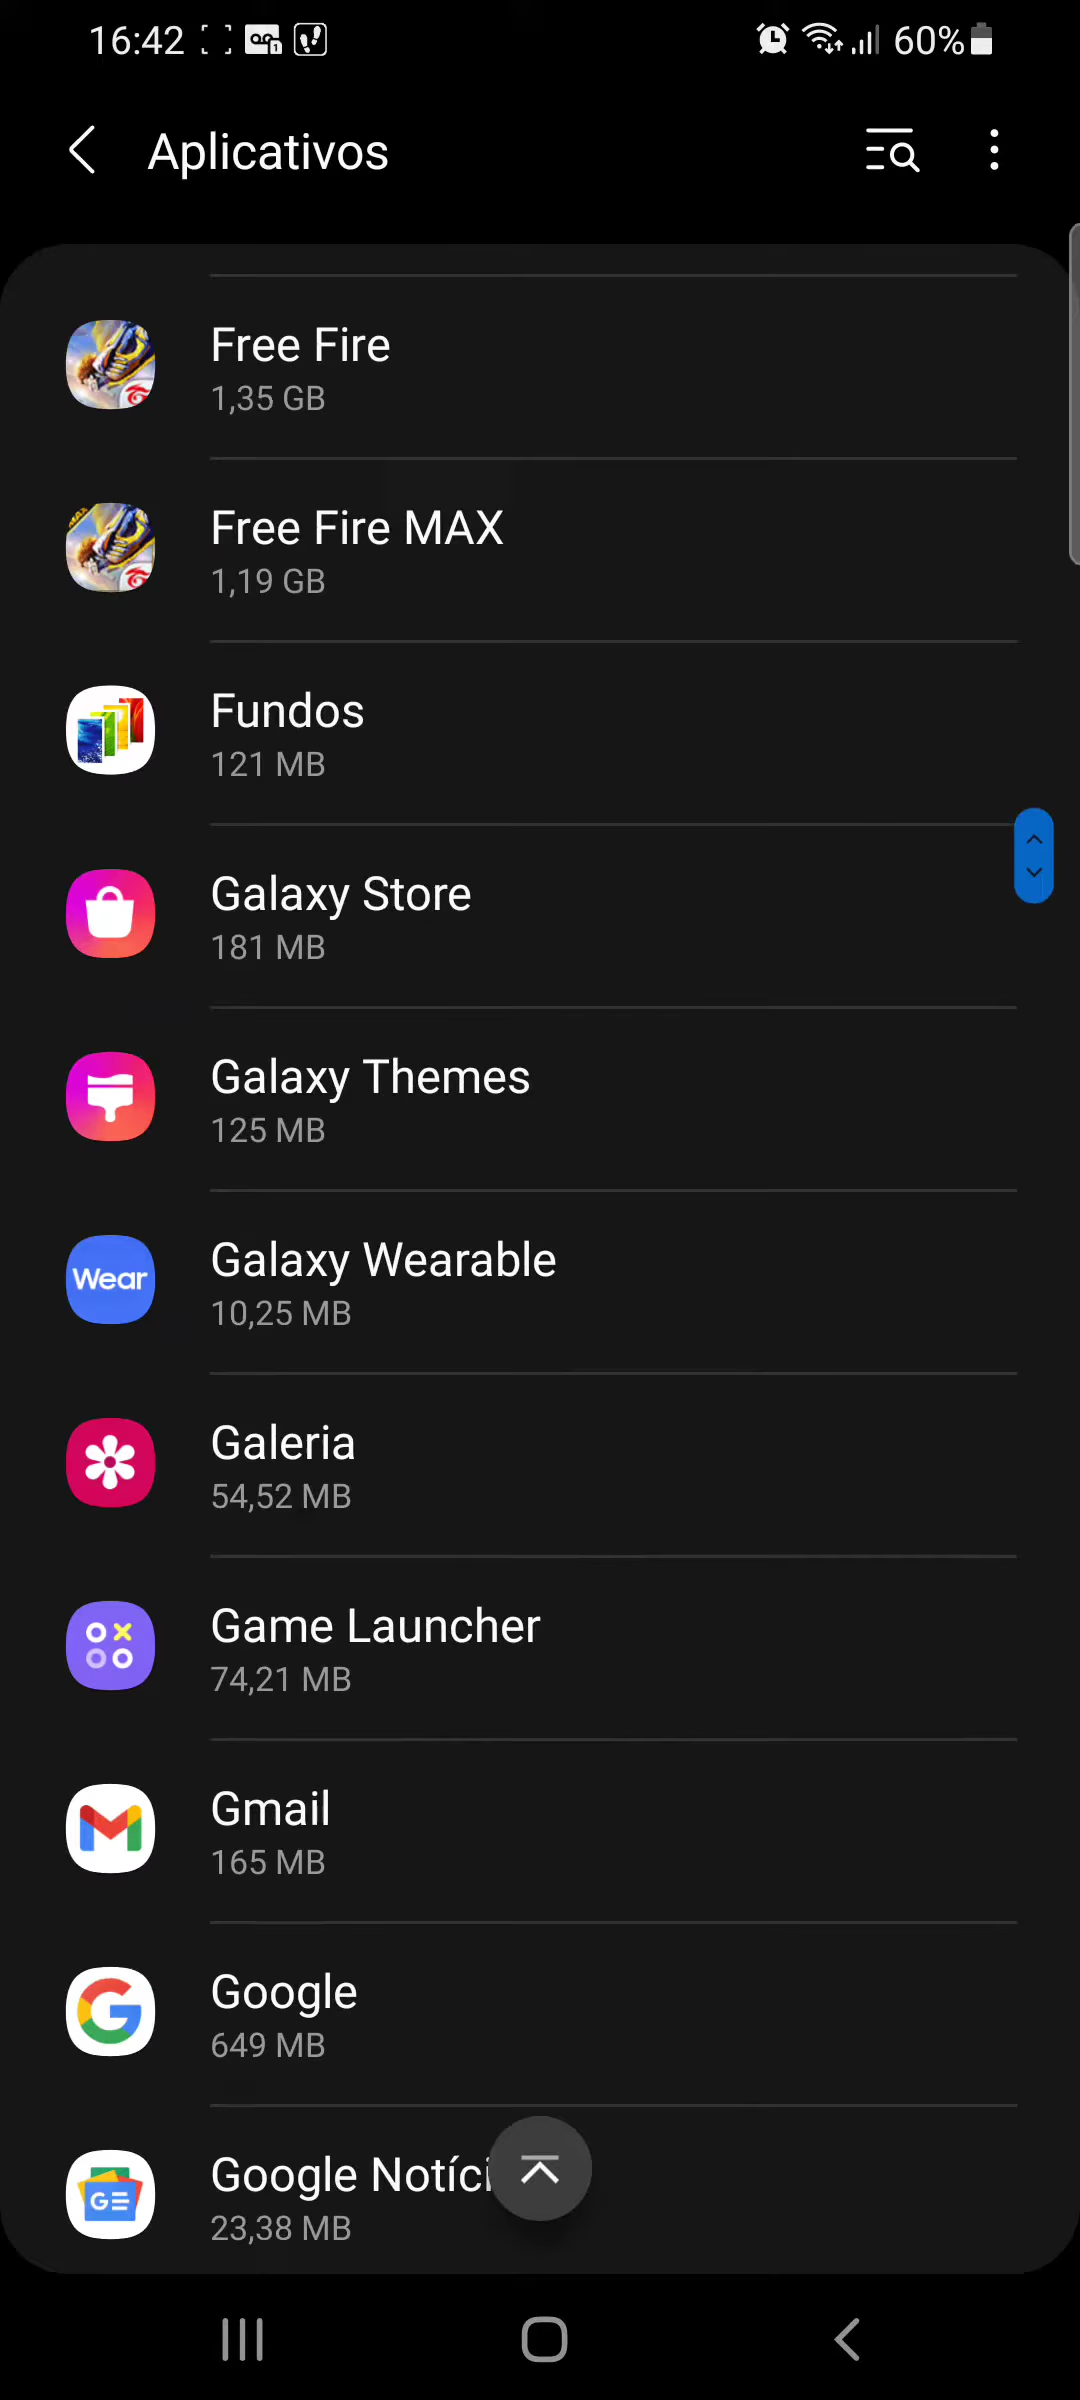 16:42
60%
Aplicativos
Free Fire
1,35 GB
Free Fire MAX
1,19 GB
Fundos
121 MB
Galaxy Store
181 MB
Galaxy Themes
125 MB
Wear
Galaxy Wearable
10,25 MB
Galeria
54,52 MB
Game Launcher
74,21 MB
Gmail
165 MB
Google
649 MB
Google Notíci
23,38 MB